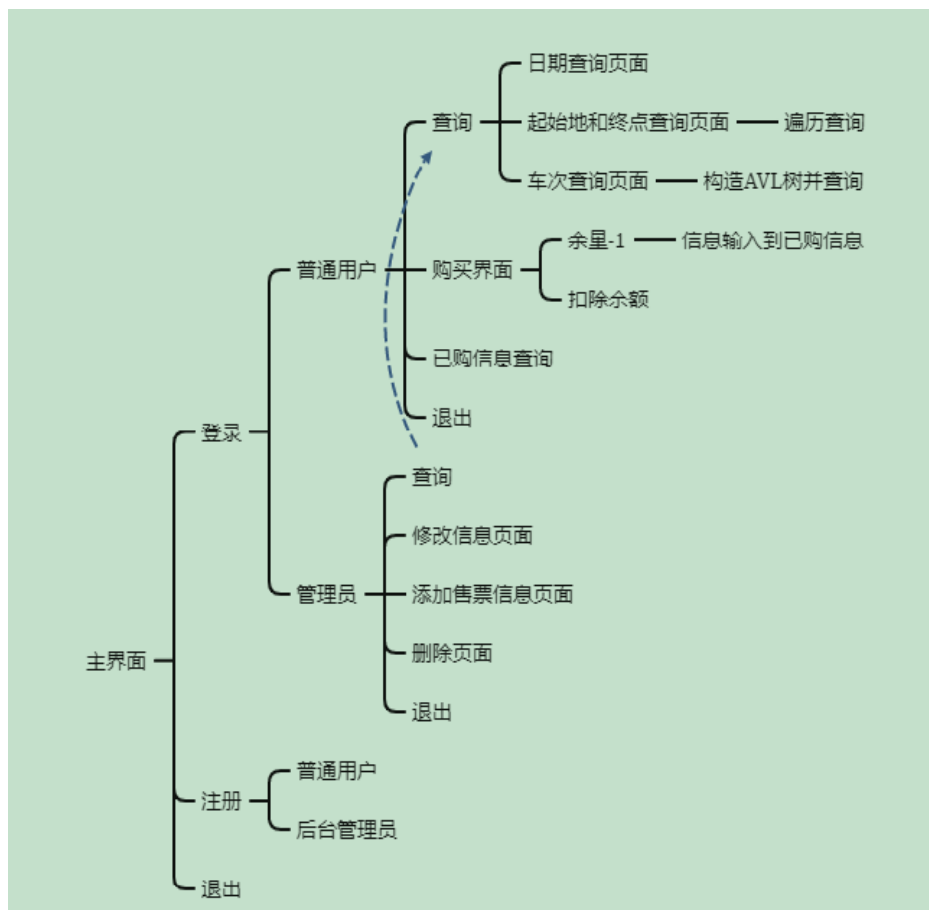 日期查询页面
查询
起始地和终点查询页面
遍历查询
车次查询页面
构造AVL树并查询
余量-1
信息输入到已购信息
普通用户
购买界面
扣除余额
已购信息查询
退出
登录
查询
修改信息页面
管理员
添加售票信息页面
删除页面
主界面
退出
普通用户
注册
后台管理员
退出